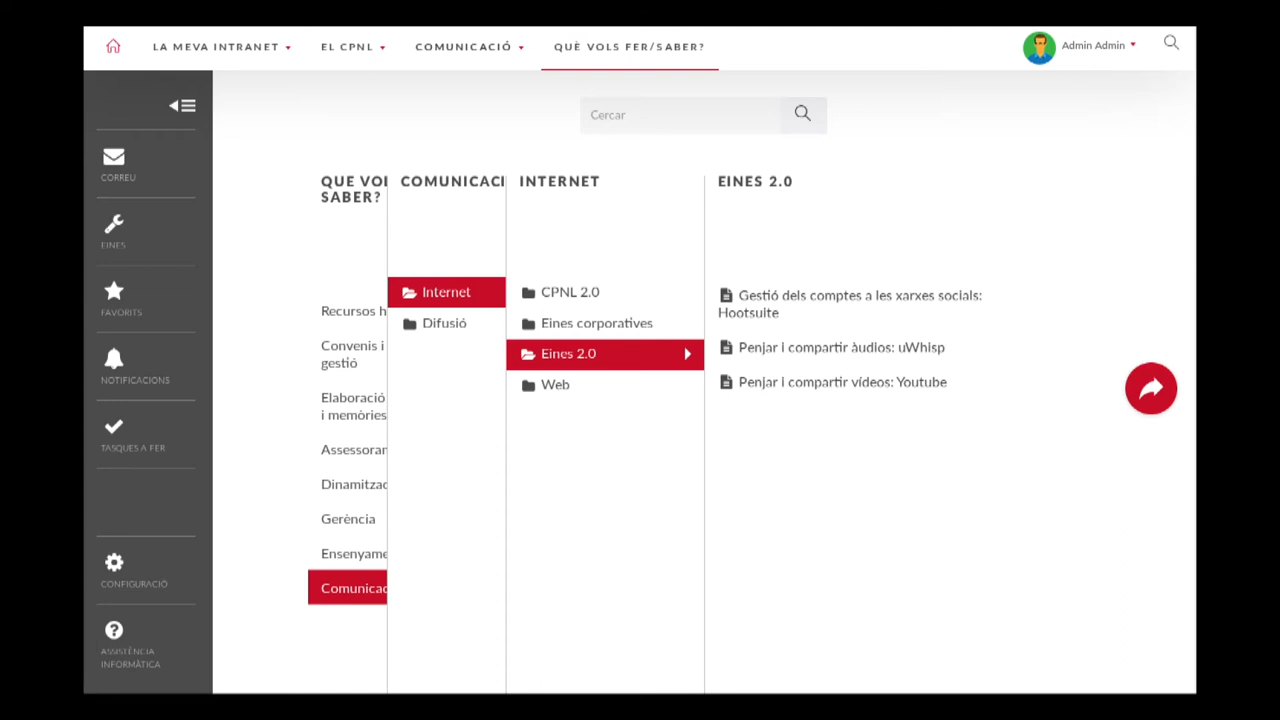 LA MEVA INTRANET
EL CPNL
COMUNICACIÓ
QUÈ VOLS FER/SABER?
Admin Admin
Cercar
CORREU
EINES
FAVORITS
NOTIFICACIONS
TASQUES A FER
CONFIGURACIÓ
ASSISTÈNCIA
INFORMÀTICA
QUE VOL
SABER?
Recursos h
Convenis i
gestió
Elaboració
i memòries
Assessoran
Dinamitzac
Gerència
Ensenyame
Comunicac
COMUNICACI
Internet
Difusió
INTERNET
CPNL 2.0
Eines corporatives
Eines 2.0
Web
EINES 2.0
Gestió dels comptes a les xarxes socials:
Hootsuite
Penjar i compartir àudios: uWhisp
Penjar i compartir vídeos: Youtube